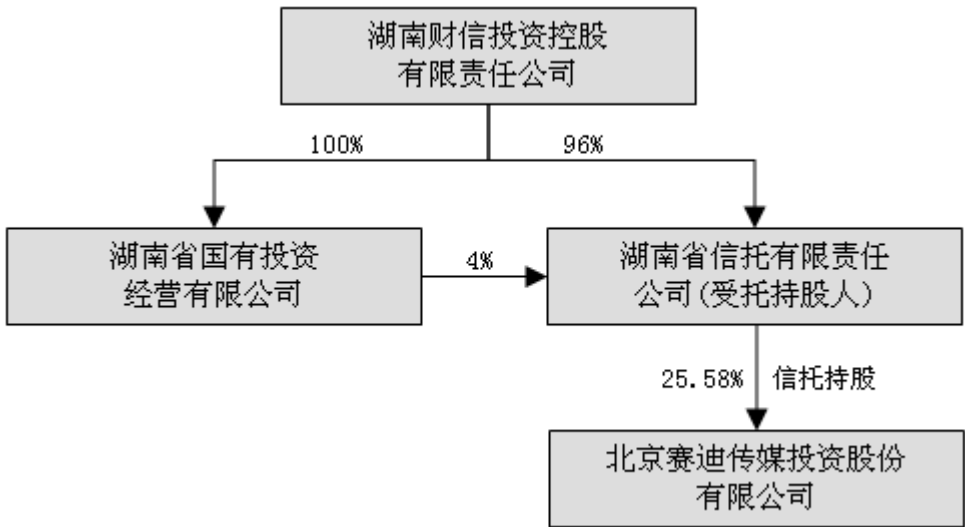 湖南财信投资控股
有限责任公司
100%
96%
湖南省国有投资
经营有限公司
4%
湖南省信托有限责任
公司(受托持股人)
25.58%
信托持股
北京赛迪传媒投资股份
有限公司